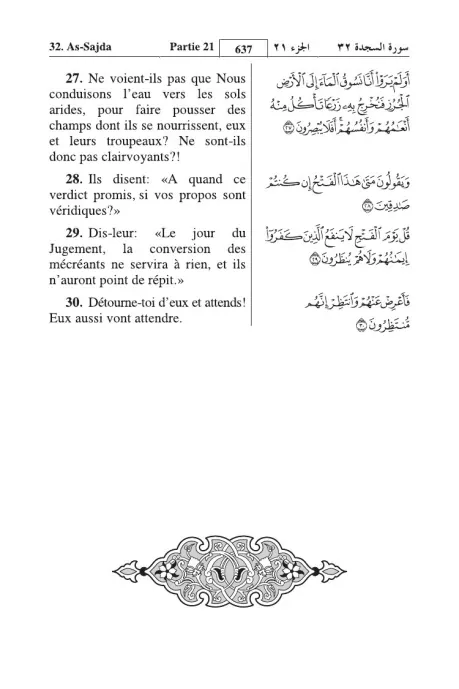 32. As-Sajda Partie 21 637 الجزء ٢١ سورة السجدة ٣٢
27. Ne voient-ils pas que Nous
conduisons l’eau vers les sols
arides, pour faire pousser des
champs dont ils se nourrissent, eux
et leurs troupeaux? Ne sont-ils
donc pas clairvoyants?!
28. Ils disent: «A quand ce
verdict promis, si vos propos sont
véridiques?»
29. Dis-leur: «Le jour du
Jugement, la conversion des
mécréants ne servira à rien, et ils
n’auront point de répit.»
30. Détourne-toi d’eux et attends!
Eux aussi vont attendre.
أَوَلَمْ يَرَوْا أَنَّا نَسُوقُ الْمَاءَ إِلَى الْأَرْضِ
الْجُرُزِ فَنُخْرِجُ بِهِ زَرْعًا تَأْكُلُ مِنْهُ
أَنْعَامُهُمْ وَأَنْفُسُهُمْ أَفَلَا يُبْصِرُونَ ٢٧
وَيَقُولُونَ مَتَى هَٰذَا الْفَتْحُ إِنْ كُنْتُمْ
صَادِقِينَ ٢٨
قُلْ يَوْمَ الْفَتْحِ لَا يَنْفَعُ الَّذِينَ كَفَرُوا
إِيمَانُهُمْ وَلَا هُمْ يُنْظَرُونَ ٢٩
فَأَعْرِضْ عَنْهُمْ وَانْتَظِرْ إِنَّهُمْ
مُنْتَظِرُونَ ٣٠